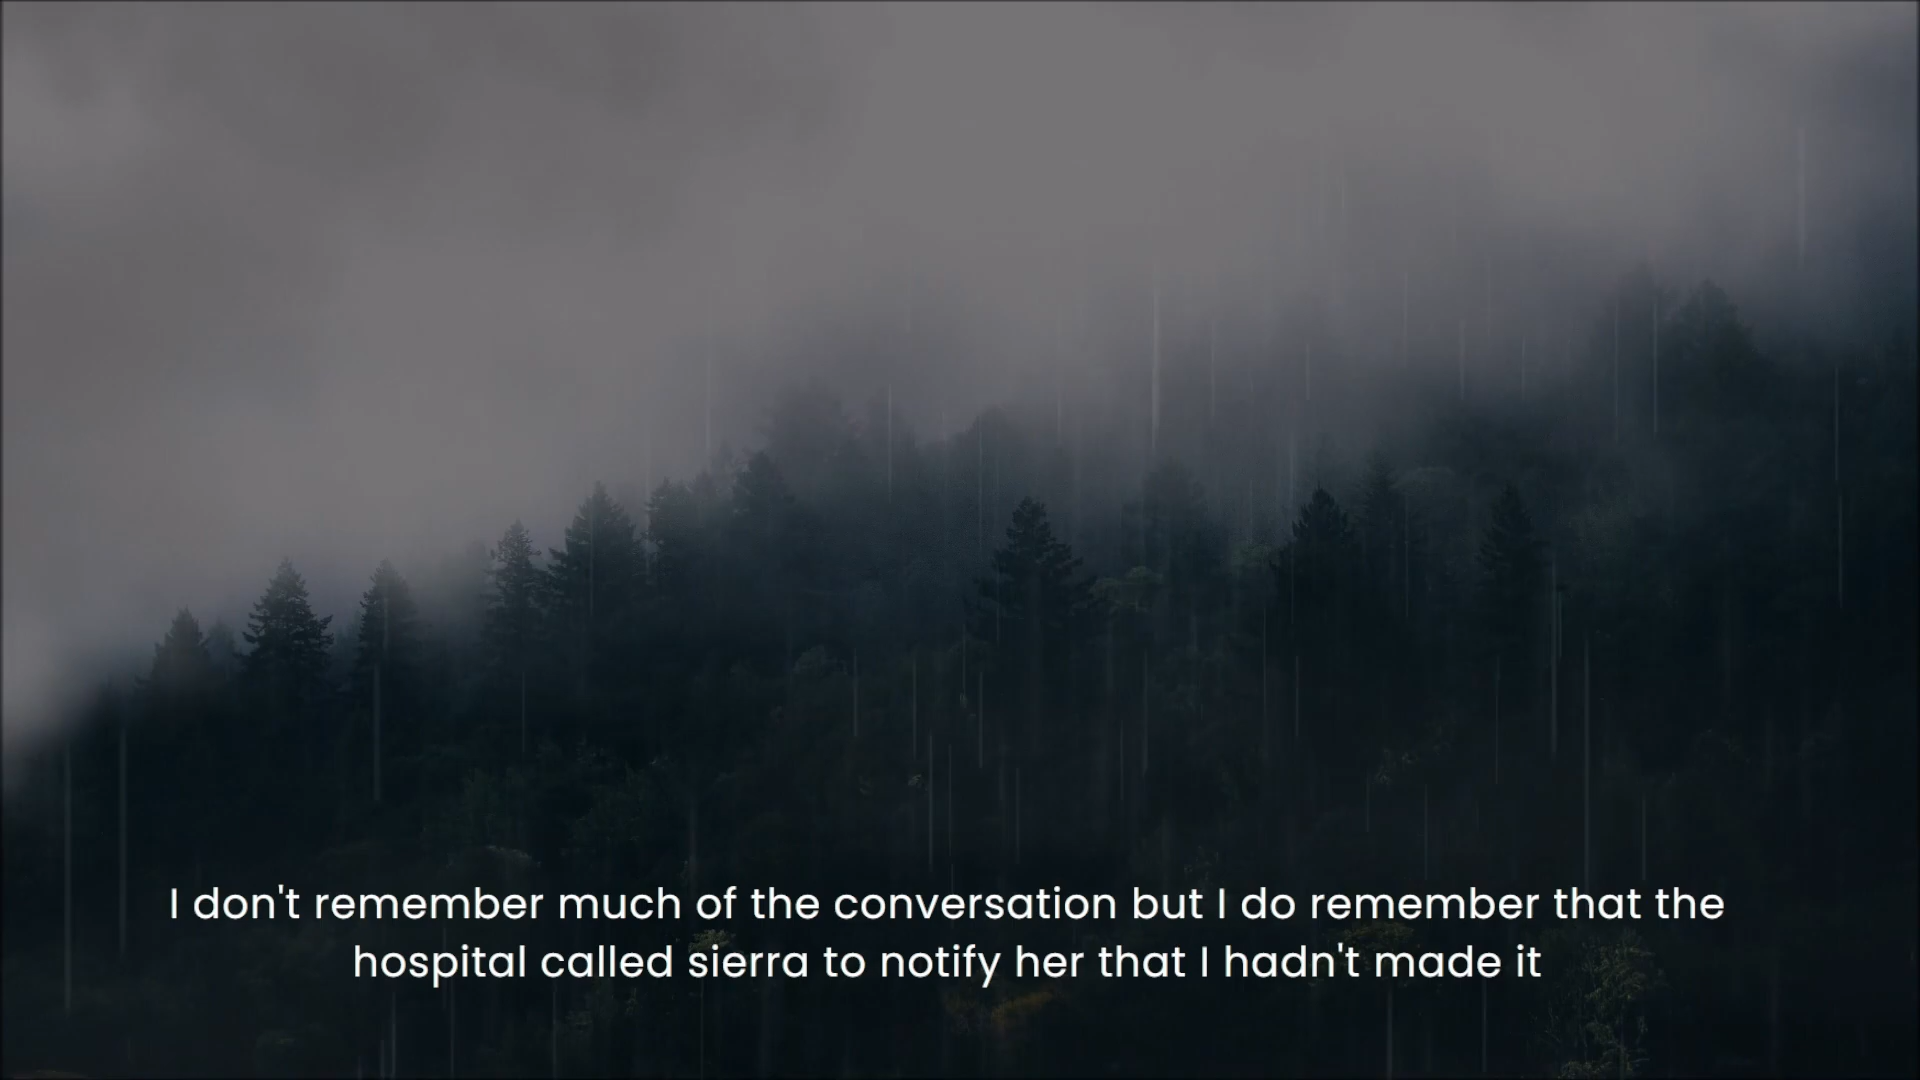 I don't remember much of the conversation but I do remember that the
hospital called sierra to notify her that I hadn't made it